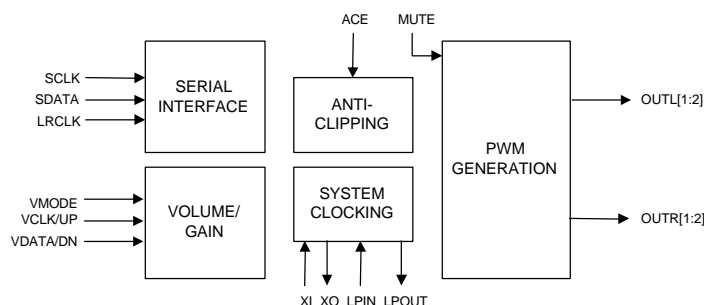 ACE
MUTE
SCLK
SDATA
LRCLK
SERIAL
INTERFACE
ANTI-
CLIPPING
PWM
GENERATION
OUTL[1:2]
OUTR[1:2]
VMODE
VCLK/UP
VDATA/DN
VOLUME/
GAIN
SYSTEM
CLOCKING
XI XO LPIN LPOUT